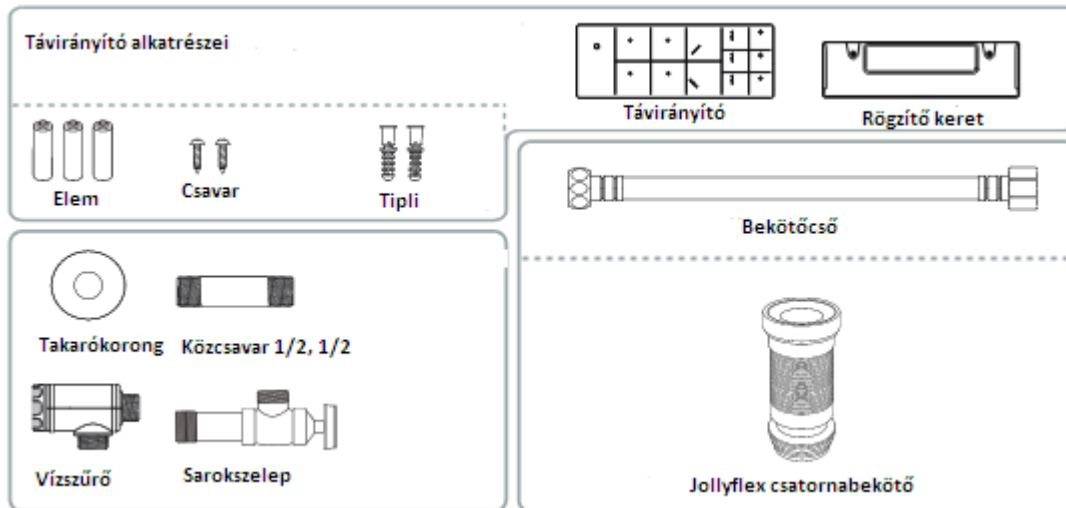 Távirányító alkatrészei
Távirányító
Rögzítő keret
Elem
Csavar
Tipli
Bekötőcső
Takarókorong
Közcsavar 1/2, 1/2
Vízszűrő
Sarokszelep
Jollyflex csatornabekötő